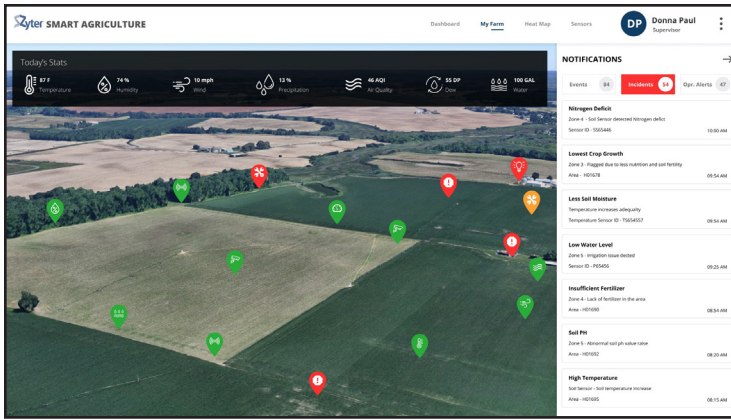 Zyter SMART AGRICULTURE
Dashboard
My Farm
Heat Map
Sensors
DP
Donna Paul
Supervisor
Today's Stats
87 F
Temperature
74 %
Humidity
10 mph
Wind
13 %
Precipitation
46 AQI
Air Quality
55 DP
Dew
100 GAL
Water
NOTIFICATIONS
Events 84
Incidents 54
Opr. Alerts 47
Nitrogen Deficit
Zone 4 - Soil Sensor detected Nitrogen defict
Sensor ID - S565446 10:00 AM
Lowest Crop Growth
Zone 3 - Flagged due to less nutrition and soil fertility
Area - H01678 09:54 AM
Less Soil Moisture
Temperature increases adequatly
Temperature Sensor ID - TS654557 09:54 AM
Low Water Level
Zone 5 - Irrigation issue dected
Sensor ID - P65456 09:25 AM
Insufficient Fertilizer
Zone 4 - Lack of fertilizer in the area
Area - H01690 08:54 AM
Soil PH
Zone 5 - Abnormal soil ph value raise
Area - H01692 08:20 AM
High Temperature
Soil Sensor - Soil temperature increase
Area - H01695 08:15 AM